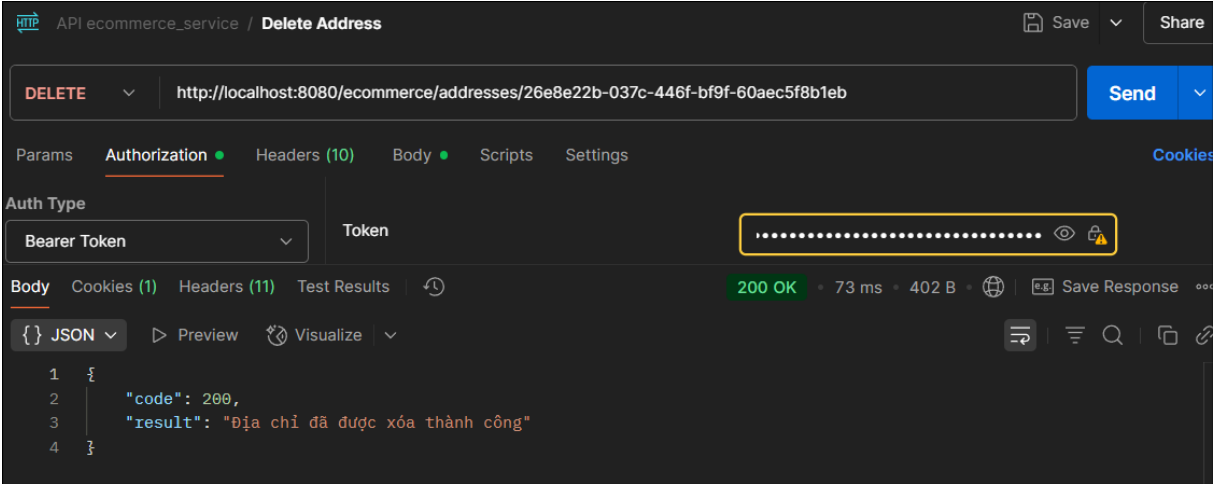 HTTP API ecommerce_service / Delete Address Save Share
DELETE http://localhost:8080/ecommerce/addresses/26e8e22b-037c-446f-bf9f-60aec5f8b1eb Send
Params Authorization Headers (10) Body Scripts Settings Cookies
Auth Type
Bearer Token Token
Body Cookies (1) Headers (11) Test Results 200 OK 73 ms 402 B e.g. Save Response
{} JSON Preview Visualize
1 {
2 "code": 200,
3 "result": "Địa chỉ đã được xóa thành công"
4 }